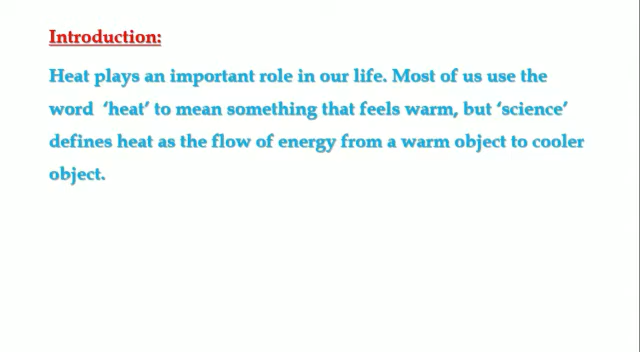 Introduction:
Heat plays an important role in our life. Most of us use the
word ‘heat’ to mean something that feels warm, but ‘science’
defines heat as the flow of energy from a warm object to cooler
object.